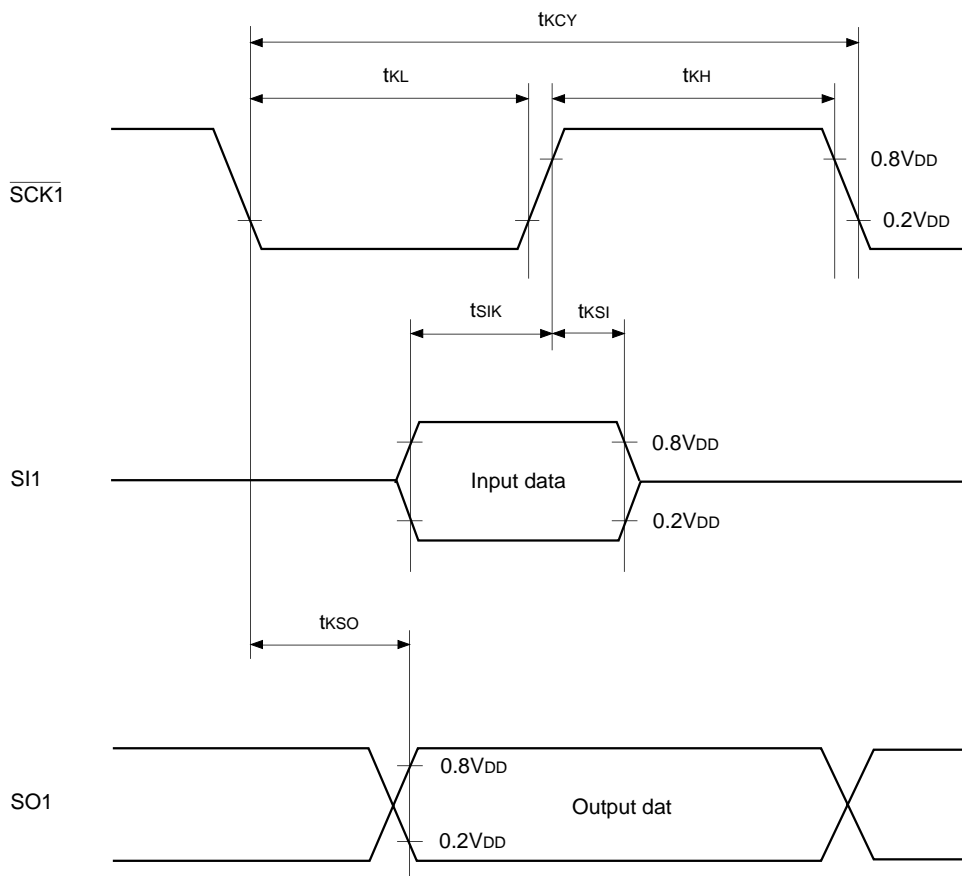 tKCY
tKL
tKH
SCK1
0.8VDD
0.2VDD
tSIK
tKSI
SI1
0.8VDD
Input data
0.2VDD
tKSO
SO1
0.8VDD
Output dat
0.2VDD